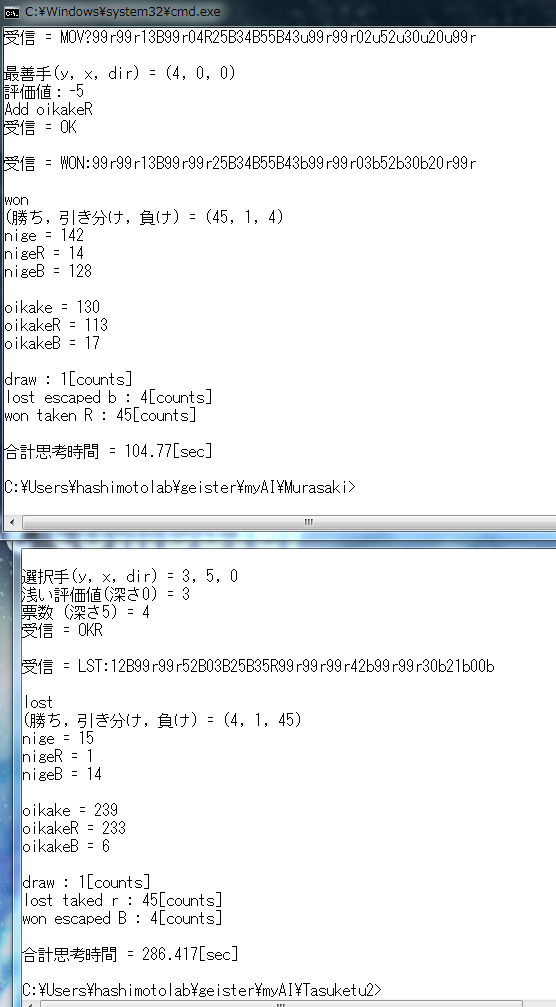 C:¥Windows¥system32¥cmd.exe
受信 = MOV?99r99r13B99r04R25B34B55B43u99r99r02u52u30u20u99r
最善手(y, x, dir) = (4, 0, 0)
評価値：-5
Add oikakeR
受信 = OK
受信 = WON:99r99r13B99r99r25B34B55B43b99r99r03b52b30b20r99r
won
(勝ち，引き分け，負け) = (45, 1, 4)
nige = 142
nigeR = 14
nigeB = 128
oikake = 130
oikakeR = 113
oikakeB = 17
draw : 1[counts]
lost escaped b : 4[counts]
won taken R : 45[counts]
合計思考時間 = 104.77[sec]
C:¥Users¥hashimotolab¥geister¥myAI¥Murasaki>
選択手(y, x, dir) = 3, 5, 0
浅い評価値(深さ0) = 3
票数 (深さ5) = 4
受信 = OKR
受信 = LST:12B99r99r52B03B25B35R99r99r99r42b99r99r30b21b00b
lost
(勝ち，引き分け，負け) = (4, 1, 45)
nige = 15
nigeR = 1
nigeB = 14
oikake = 239
oikakeR = 233
oikakeB = 6
draw : 1[counts]
lost taked r : 45[counts]
won escaped B : 4[counts]
合計思考時間 = 286.417[sec]
C:¥Users¥hashimotolab¥geister¥myAI¥Tasuketu2>